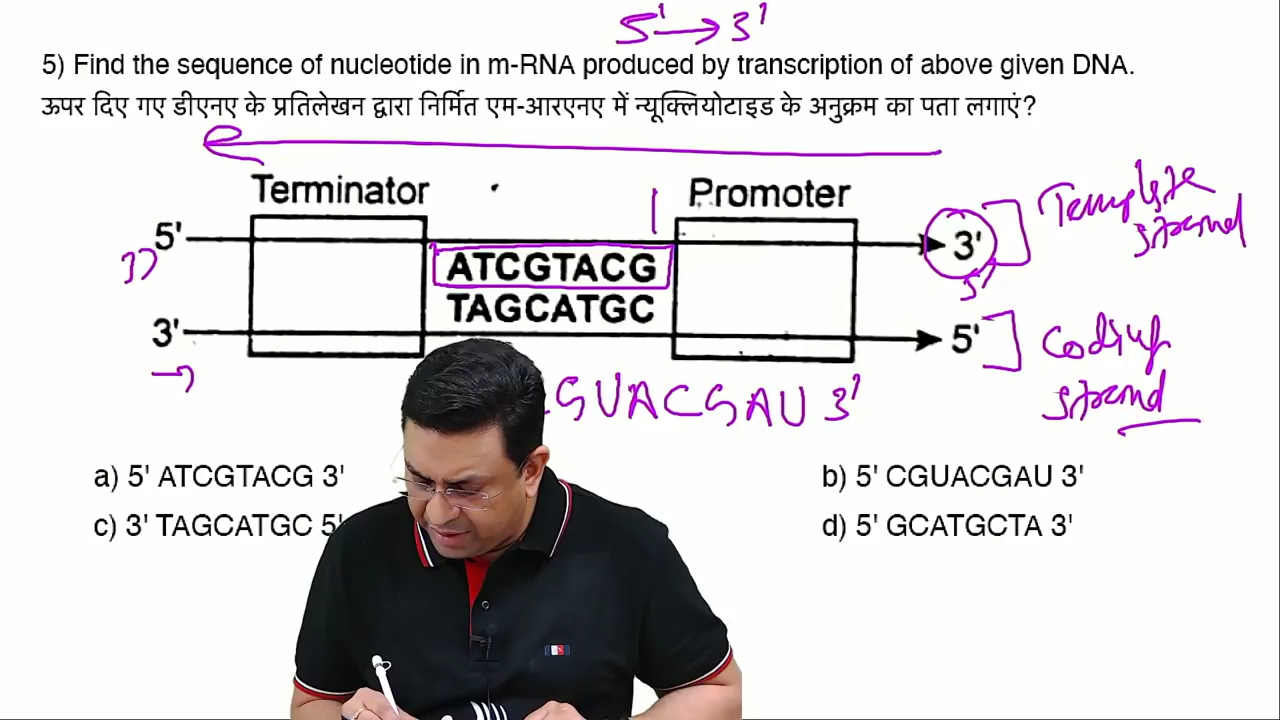 5' → 3'
5) Find the sequence of nucleotide in m-RNA produced by transcription of above given DNA.
ऊपर दिए गए डीएनए के प्रतिलेखन द्वारा निर्मित एम-आरएनए में न्यूक्लियोटाइड के अनुक्रम का पता लगाएं?
Terminator Promoter
Template
strand
5' 3'
ATCGTACG
TAGCATGC
3' 5'
Coding
strand
GUACGAU 3'
a) 5' ATCGTACG 3' b) 5' CGUACGAU 3'
c) 3' TAGCATGC 5' d) 5' GCATGCTA 3'